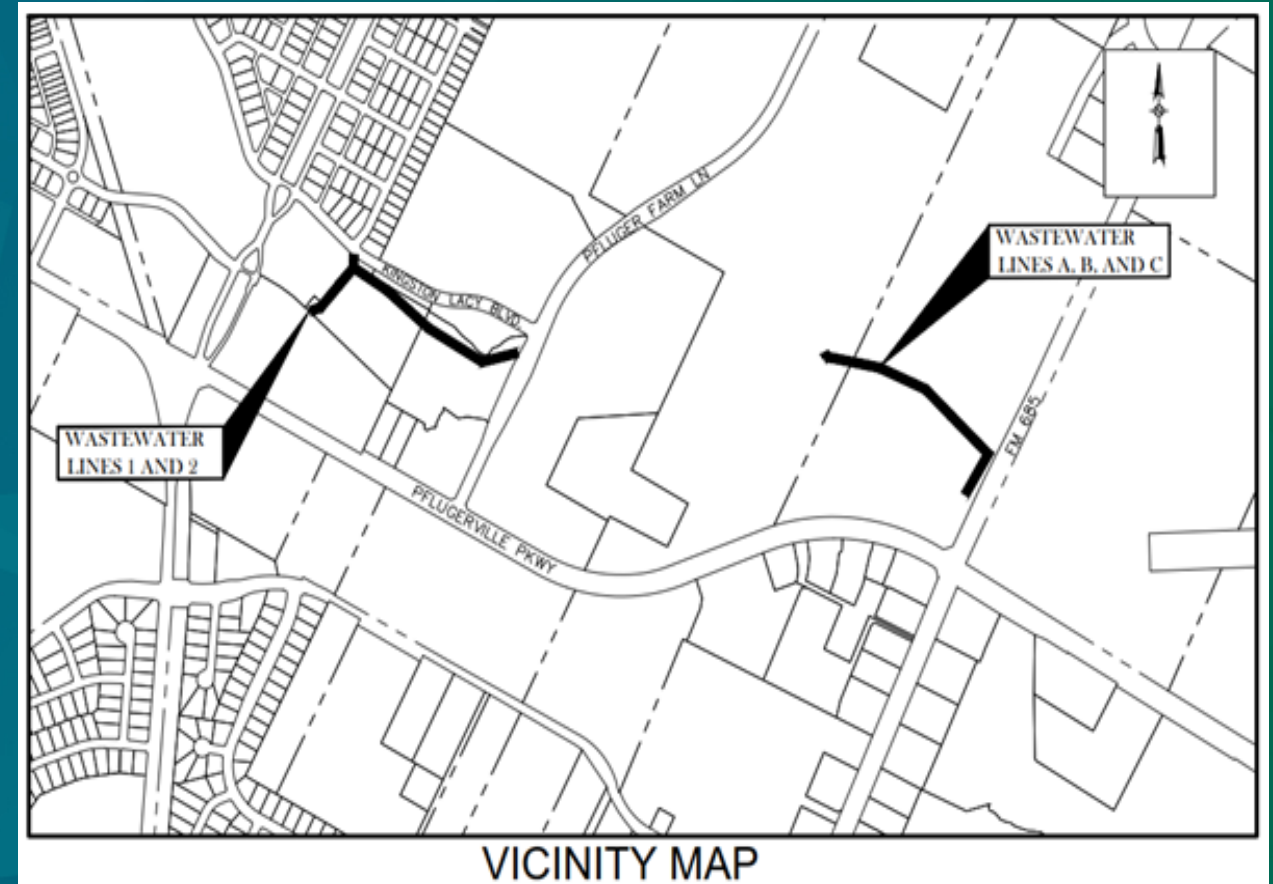 PFLUGER FARM LN
WASTEWATER
LINES A, B, AND C
KINGSTON LACY BLVD.
FM 685
WASTEWATER
LINES 1 AND 2
PFLUGERVILLE PKWY
VICINITY MAP